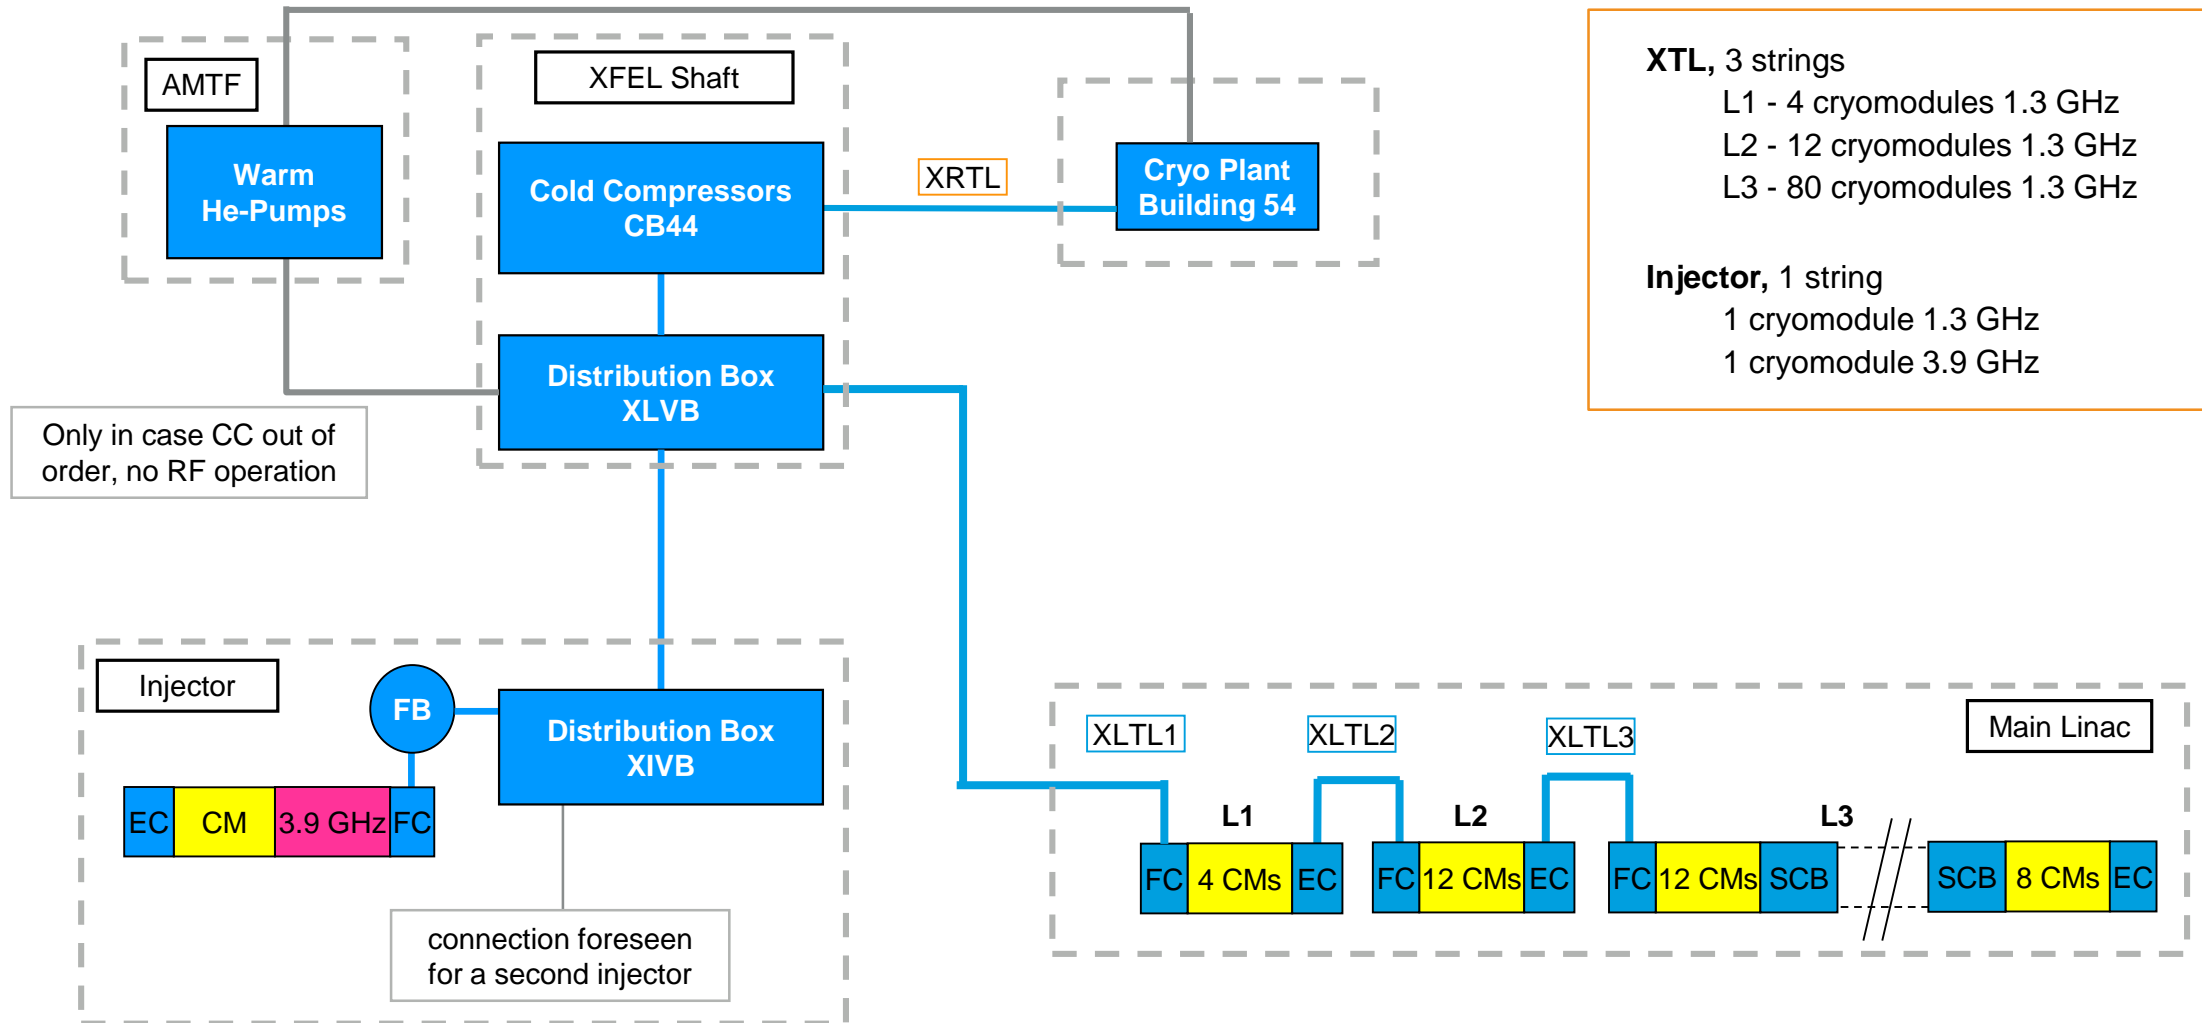 AMTF
Warm
He-Pumps
XFEL Shaft
Cold Compressors
CB44
XRTL
Cryo Plant
Building 54
Distribution Box
XLVB
Only in case CC out of
order, no RF operation
XTL, 3 strings
L1 - 4 cryomodules 1.3 GHz
L2 - 12 cryomodules 1.3 GHz
L3 - 80 cryomodules 1.3 GHz
Injector, 1 string
1 cryomodule 1.3 GHz
1 cryomodule 3.9 GHz
Injector
FB
Distribution Box
XIVB
EC CM 3.9 GHz FC
connection foreseen
for a second injector
Main Linac
XLTL1 XLTL2 XLTL3
L1 L2 L3
FC 4 CMs EC FC 12 CMs EC FC 12 CMs SCB SCB 8 CMs EC